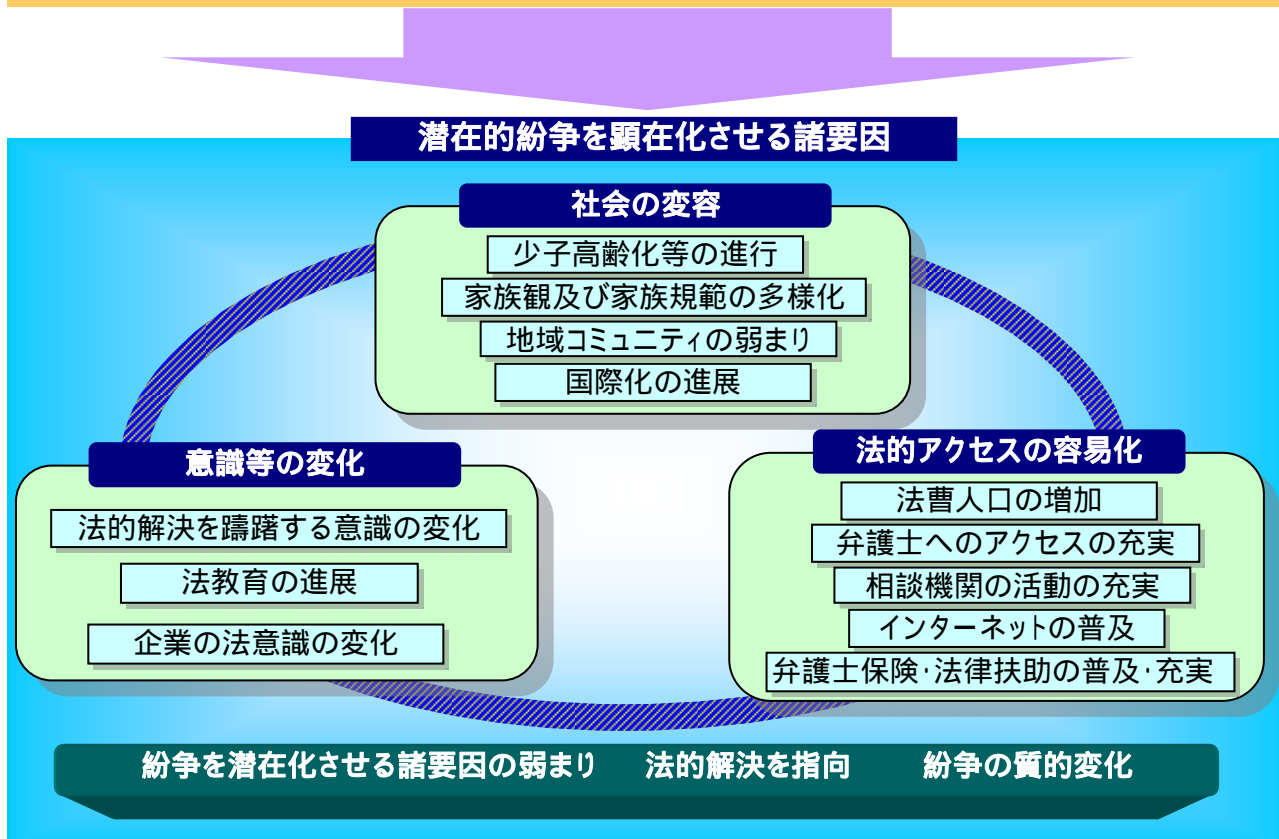 潜在的紛争を顕在化させる諸要因
社会の変容
少子高齢化等の進行
家族観及び家族規範の多様化
地域コミュニティの弱まり
国際化の進展
意識等の変化
法的解決を躊躇する意識の変化
法教育の進展
企業の法意識の変化
法的アクセスの容易化
法曹人口の増加
弁護士へのアクセスの充実
相談機関の活動の充実
インターネットの普及
弁護士保険・法律扶助の普及・充実
紛争を潜在化させる諸要因の弱まり 法的解決を指向 紛争の質的変化